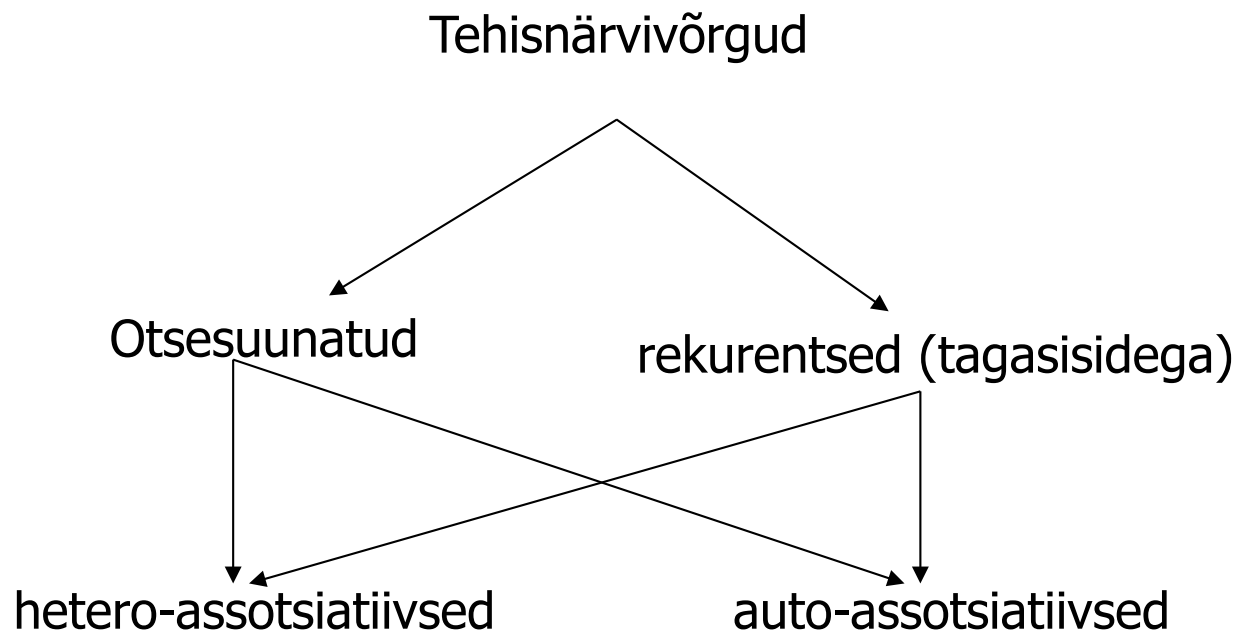 Tehisnärvivõrgud
Otsesuunatud
rekurentsed (tagasisidega)
hetero-assotsiatiivsed
auto-assotsiatiivsed